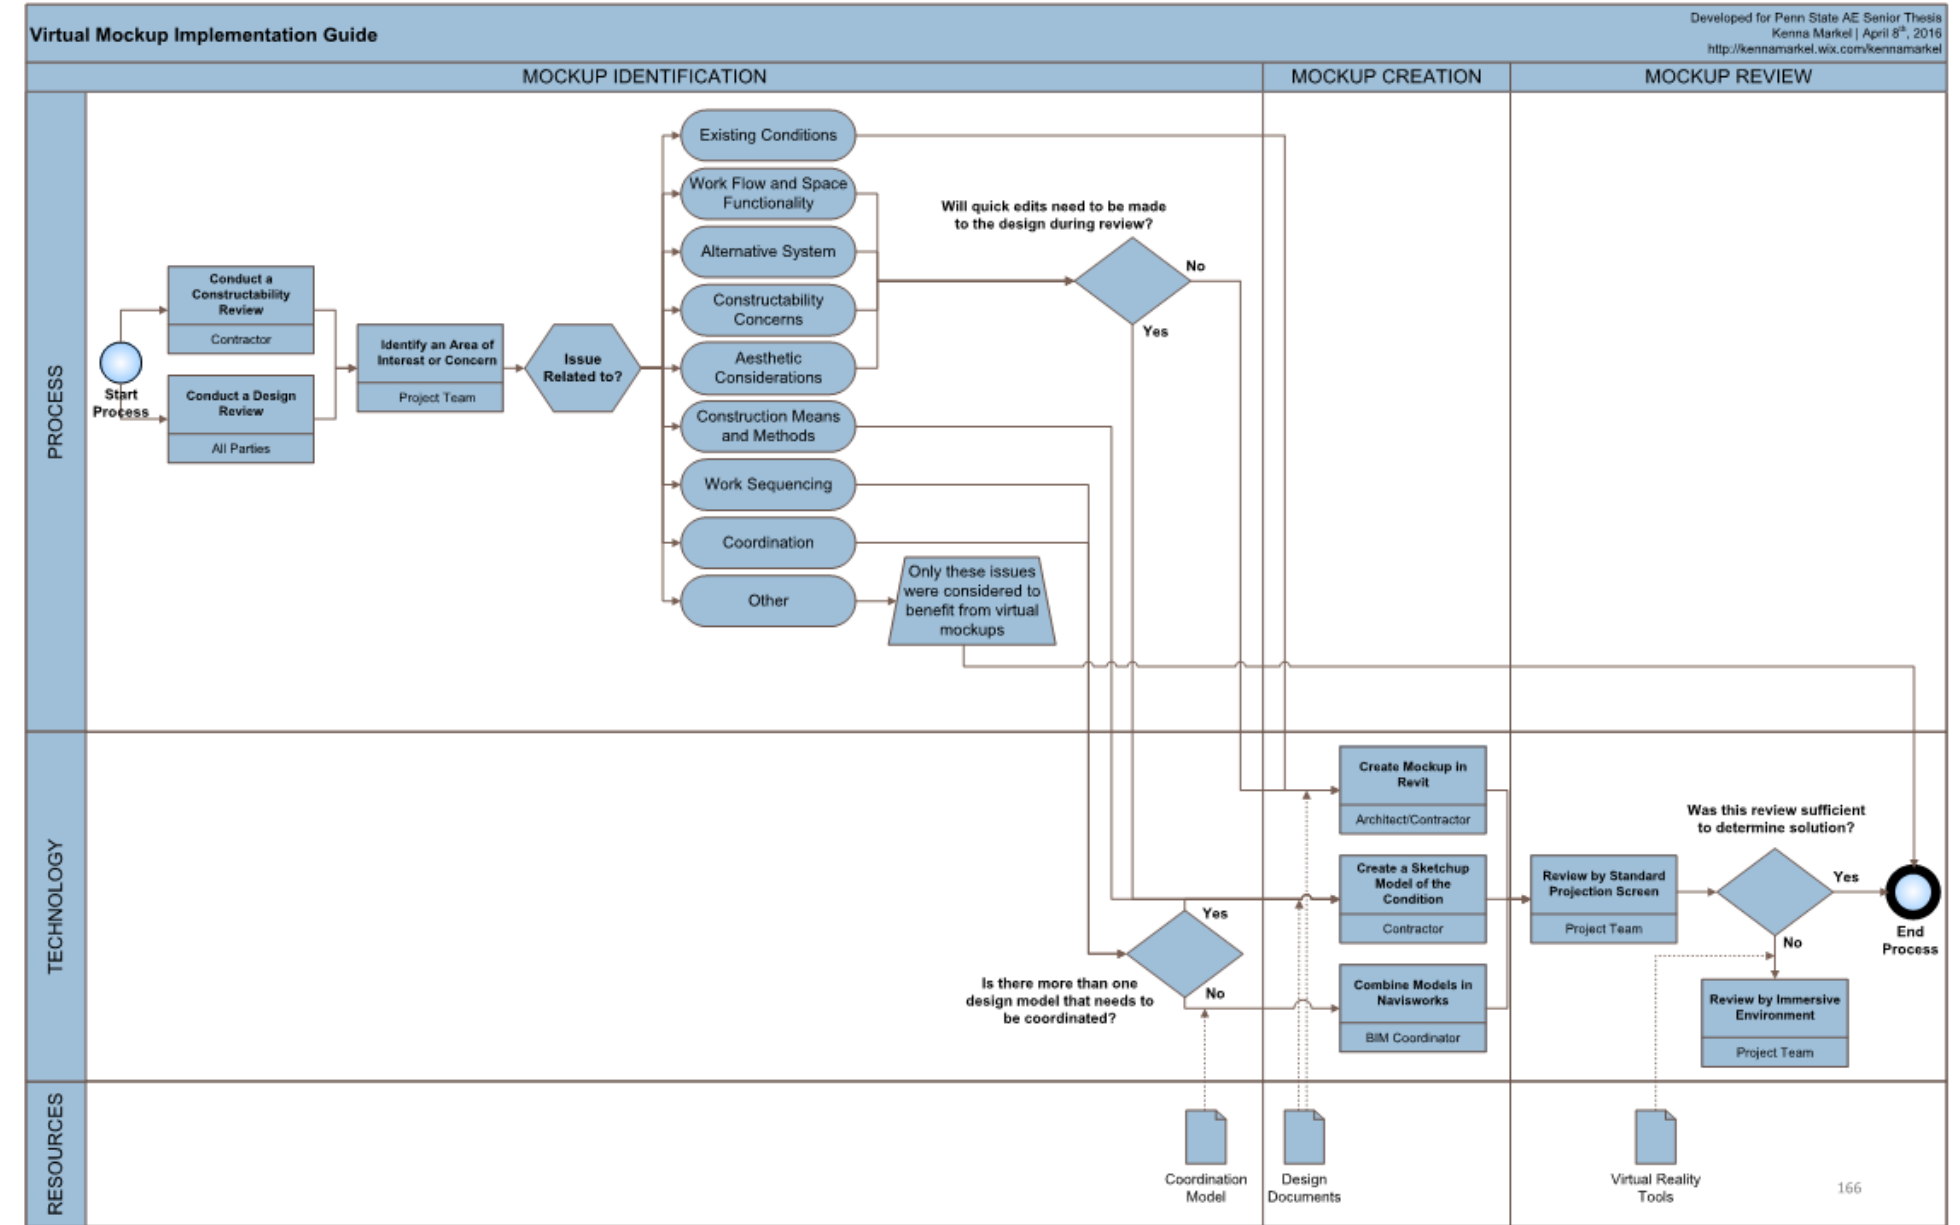 Virtual Mockup Implementation Guide
Developed for Penn State AE Senior Thesis
Kenna Markel | April 8th, 2016
http://kennamarkel.wix.com/kennamarkel
MOCKUP IDENTIFICATION
MOCKUP CREATION
MOCKUP REVIEW
PROCESS
Start
Process
Conduct a
Constructability
Review
Contractor
Conduct a Design
Review
All Parties
Identify an Area of
Interest or Concern
Project Team
Issue
Related to?
Existing Conditions
Work Flow and Space
Functionality
Alternative System
Constructability
Concerns
Aesthetic
Considerations
Construction Means
and Methods
Work Sequencing
Coordination
Other
Only these issues
were considered to
benefit from virtual
mockups
Will quick edits need to be made
to the design during review?
No
Yes
TECHNOLOGY
Yes
No
Is there more than one
design model that needs to
be coordinated?
Create Mockup in
Revit
Architect/Contractor
Create a Sketchup
Model of the
Condition
Contractor
Combine Models in
Navisworks
BIM Coordinator
Review by Standard
Projection Screen
Project Team
Was this review sufficient
to determine solution?
Yes
No
End
Process
Review by Immersive
Environment
Project Team
RESOURCES
Coordination
Model
Design
Documents
Virtual Reality
Tools
166